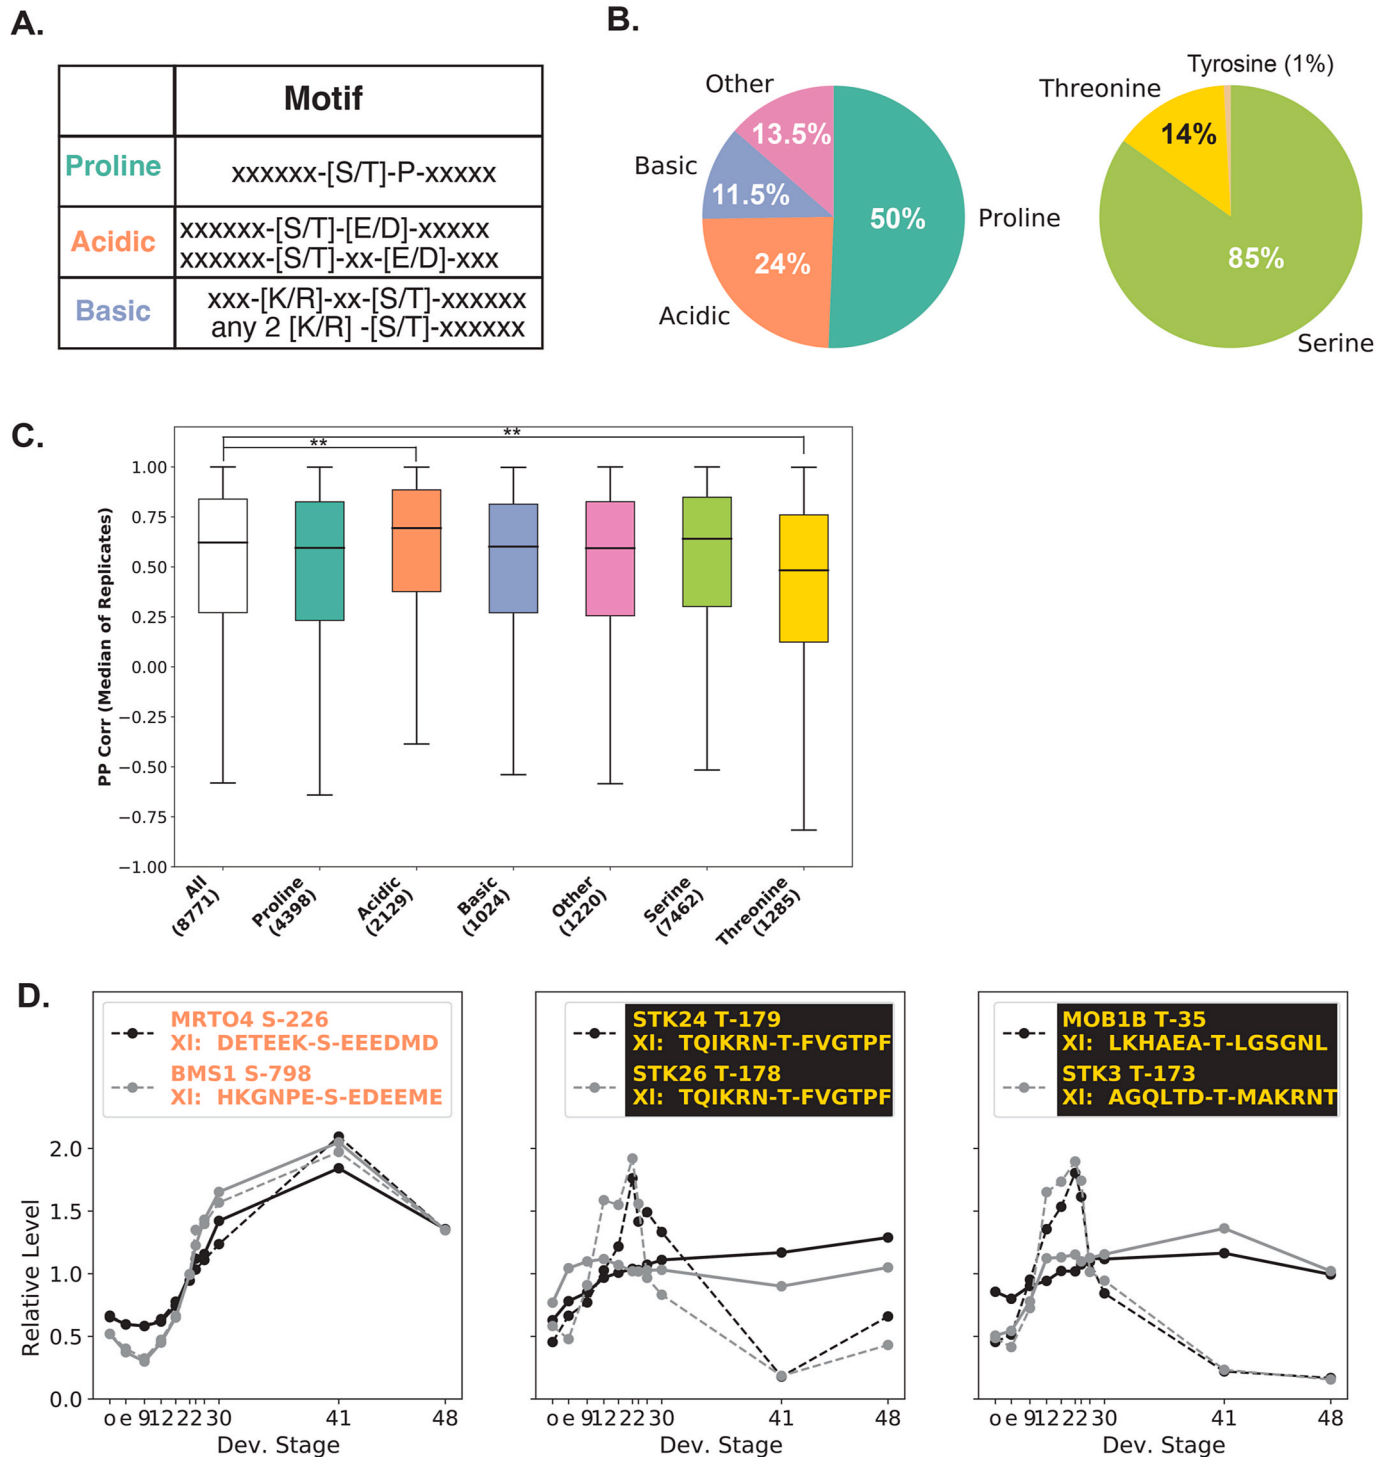 A.
Motif
Proline
xxxxxx-[S/T]-P-xxxxx
Acidic
xxxxxx-[S/T]-[E/D]-xxxxx
xxxxxx-[S/T]-xx-[E/D]-xxx
Basic
xxx-[K/R]-xx-[S/T]-xxxxxx
any 2 [K/R] -[S/T]-xxxxxx
B.
Other
13.5%
Basic
11.5%
50%
Proline
24%
Acidic
Tyrosine (1%)
Threonine
14%
85%
Serine
C.
PP Corr (Median of Replicates)
**
**
1.00
0.75
0.50
0.25
0.00
−0.25
−0.50
−0.75
−1.00
All
(8771)
Proline
(4398)
Acidic
(2129)
Basic
(1024)
Other
(1220)
Serine
(7462)
Threonine
(1285)
D.
MRTO4 S-226
Xl: DETEEK-S-EEEDMD
BMS1 S-798
Xl: HKGNPE-S-EDEEME
STK24 T-179
Xl: TQIKRN-T-FVGTPF
STK26 T-178
Xl: TQIKRN-T-FVGTPF
MOB1B T-35
Xl: LKHAEA-T-LGSGNL
STK3 T-173
Xl: AGQLTD-T-MAKRNT
Relative Level
2.0
1.5
1.0
0.5
0.0
o e 9 12 22 30 41 48
Dev. Stage
o e 9 12 22 30 41 48
Dev. Stage
o e 9 12 22 30 41 48
Dev. Stage